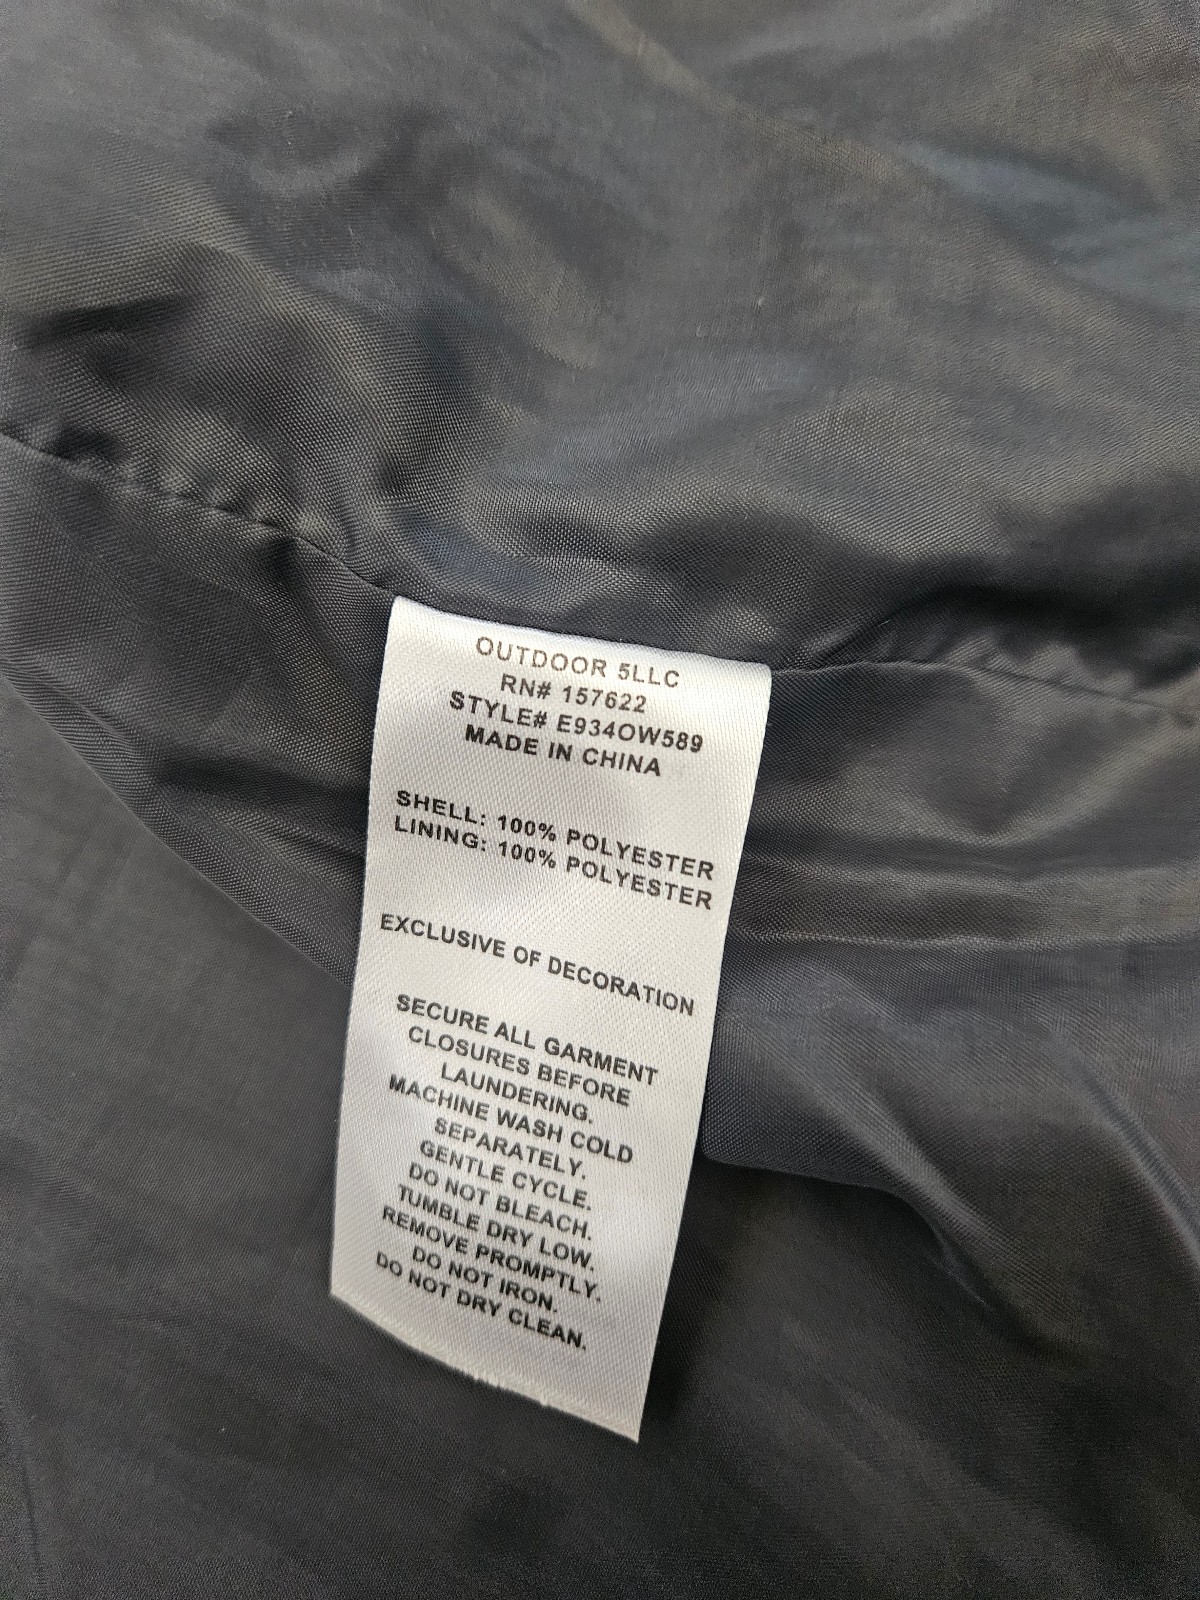 OUTDOOR 5LLC
RN# 157622
STYLE# E934OW589
MADE IN CHINA
SHELL: 100% POLYESTER
LINING: 100% POLYESTER
EXCLUSIVE OF DECORATION
SECURE ALL GARMENT
CLOSURES BEFORE
LAUNDERING.
MACHINE WASH COLD
SEPARATELY.
GENTLE CYCLE.
DO NOT BLEACH.
TUMBLE DRY LOW.
REMOVE PROMPTLY.
DO NOT IRON.
DO NOT DRY CLEAN.